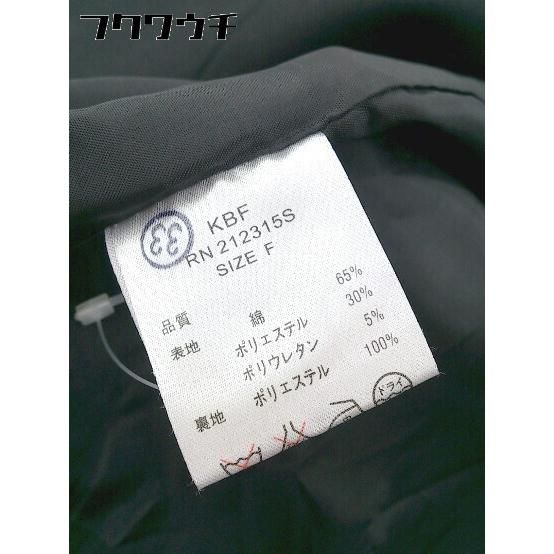 フクワウチ
33
KBF
RN 212315S
SIZE F
品質
表地 綿 65%
ポリエステル 30%
ポリウレタン 5%
裏地 ポリエステル 100%
ドライ